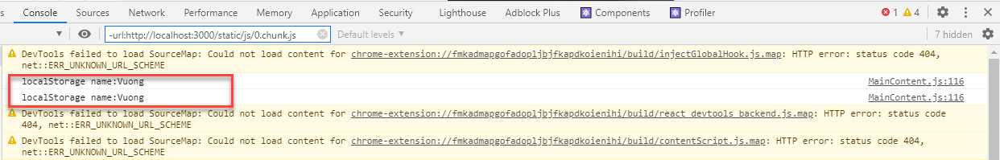 s Console Sources Network Performance Memory Application Security Lighthouse Adblock Plus Components Profiler 1 4
-url:http://localhost:3000/static/js/0.chunk.js Default levels 7 hidden
DevTools failed to load SourceMap: Could not load content for chrome-extension://fmkadmapgofadopljbjfkapdkoienihi/build/injectGlobalHook.js.map: HTTP error: status code 404,
net::ERR_UNKNOWN_URL_SCHEME
localStorage name:Vuong MainContent.js:116
localStorage name:Vuong MainContent.js:116
DevTools failed to load SourceMap: Could not load content for chrome-extension://fmkadmapgofadopljbjfkapdkoienihi/build/react_devtools_backend.js.map: HTTP error: status code
404, net::ERR_UNKNOWN_URL_SCHEME
DevTools failed to load SourceMap: Could not load content for chrome-extension://fmkadmapgofadopljbjfkapdkoienihi/build/contentScript.js.map: HTTP error: status code 404,
net::ERR_UNKNOWN_URL_SCHEME